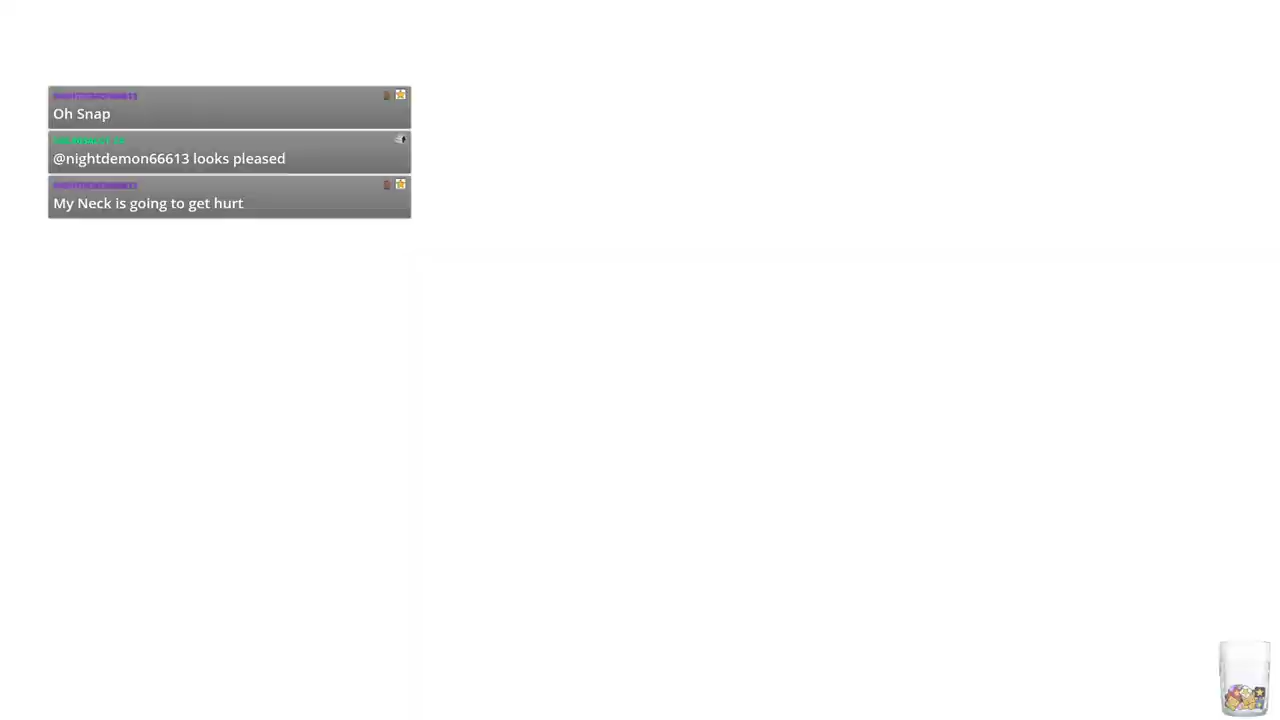 Oh Snap
@nightdemon66613 looks pleased
My Neck is going to get hurt